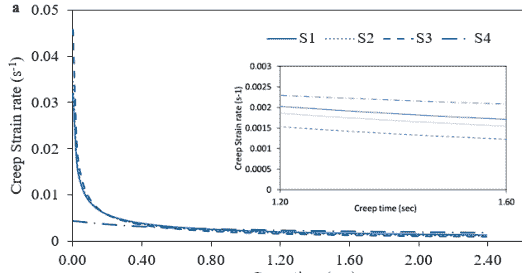 a
0.05
0.04
0.03
0.02
0.01
0
Creep Strain rate (s-1)
S1 S2 S3 S4
0.003
0.0025
0.002
0.0015
0.001
0.0005
0
Creep Strain rate (s-1)
1.20 1.60
Creep time (sec)
0.00 0.40 0.80 1.20 1.60 2.00 2.40